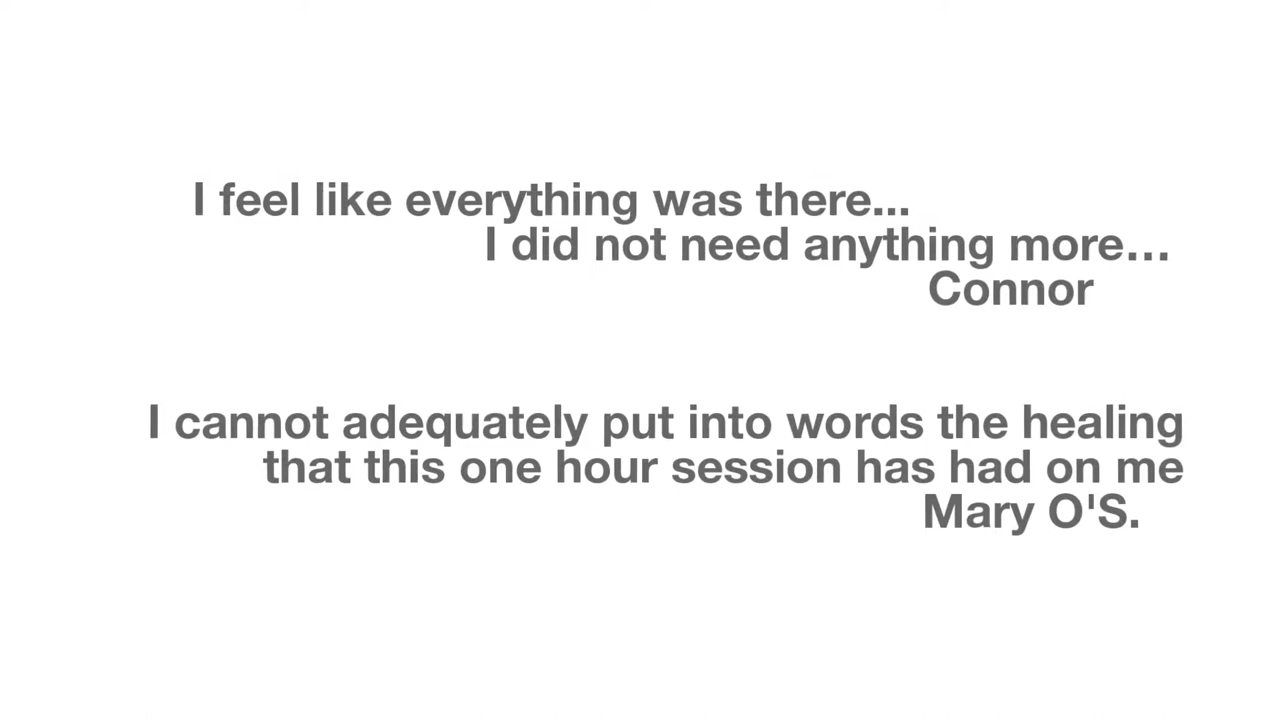 I feel like everything was there...
I did not need anything more…
Connor
I cannot adequately put into words the healing
that this one hour session has had on me
Mary O'S.